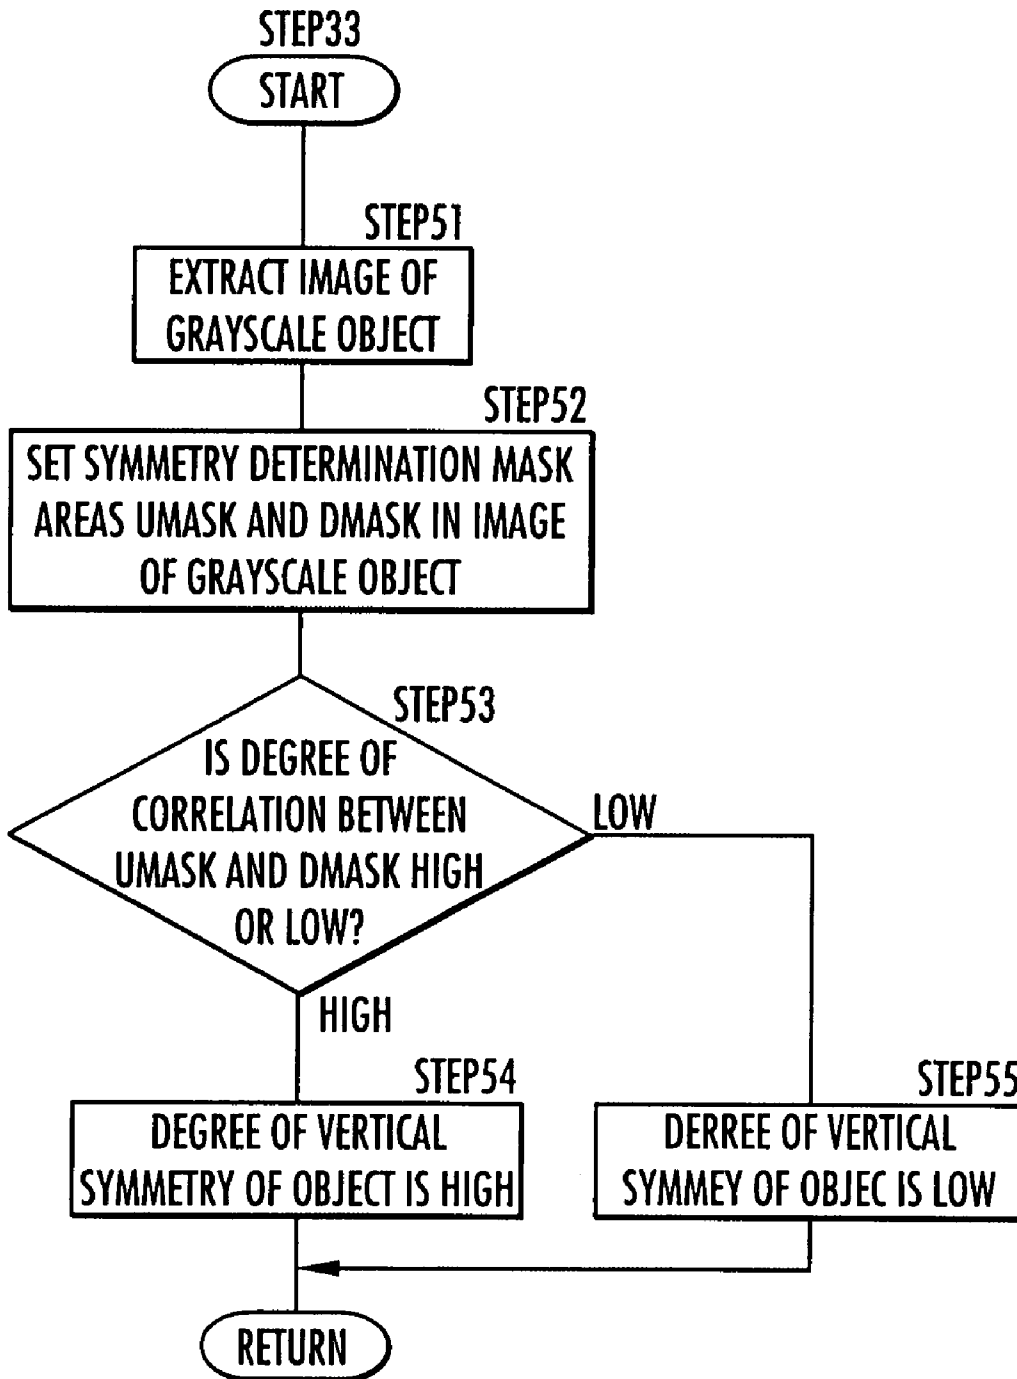 STEP33
START
STEP51
EXTRACT IMAGE OF
GRAYSCALE OBJECT
STEP52
SET SYMMETRY DETERMINATION MASK
AREAS UMASK AND DMASK IN IMAGE
OF GRAYSCALE OBJECT
STEP53
IS DEGREE OF
CORRELATION BETWEEN
UMASK AND DMASK HIGH
OR LOW?
LOW
HIGH
STEP54
DEGREE OF VERTICAL
SYMMETRY OF OBJECT IS HIGH
STEP55
DERREE OF VERTICAL
SYMMEY OF OBJEC IS LOW
RETURN